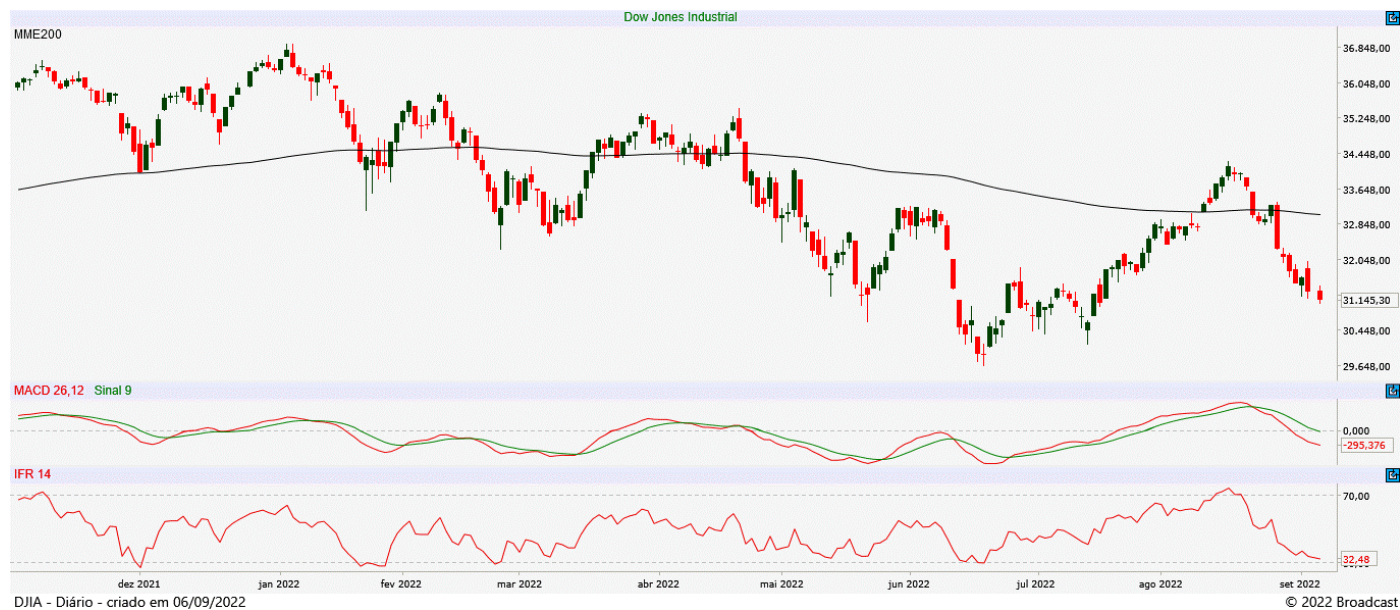 Dow Jones Industrial
MME200
36.848,00
36.048,00
35.248,00
34.448,00
33.648,00
32.848,00
32.048,00
31.145,30
30.448,00
29.648,00
MACD 26,12 Sinal 9
0,000
-295,376
IFR 14
70,00
32,48
dez 2021 jan 2022 fev 2022 mar 2022 abr 2022 mai 2022 jun 2022 jul 2022 ago 2022 set 2022
DJIA - Diário - criado em 06/09/2022 © 2022 Broadcast